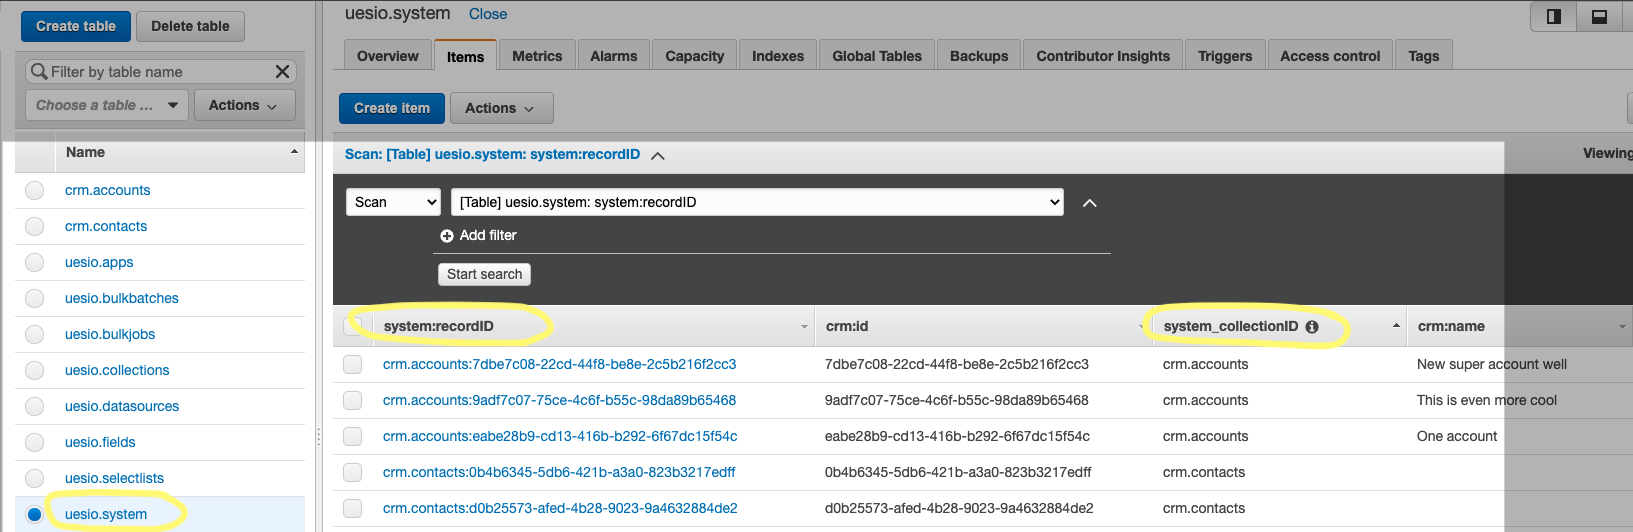 Create table Delete table
Filter by table name
Choose a table ... Actions
Name
crm.accounts
crm.contacts
uesio.apps
uesio.bulkbatches
uesio.bulkjobs
uesio.collections
uesio.datasources
uesio.fields
uesio.selectlists
uesio.system
uesio.system Close
Overview Items Metrics Alarms Capacity Indexes Global Tables Backups Contributor Insights Triggers Access control Tags
Create item Actions
Scan: [Table] uesio.system: system:recordID
Viewing
Scan [Table] uesio.system: system:recordID
Add filter
Start search
system:recordID crm:id system_collectionID crm:name
crm.accounts:7dbe7c08-22cd-44f8-be8e-2c5b216f2cc3 7dbe7c08-22cd-44f8-be8e-2c5b216f2cc3 crm.accounts New super account well
crm.accounts:9adf7c07-75ce-4c6f-b55c-98da89b65468 9adf7c07-75ce-4c6f-b55c-98da89b65468 crm.accounts This is even more cool
crm.accounts:eabe28b9-cd13-416b-b292-6f67dc15f54c eabe28b9-cd13-416b-b292-6f67dc15f54c crm.accounts One account
crm.contacts:0b4b6345-5db6-421b-a3a0-823b3217edff 0b4b6345-5db6-421b-a3a0-823b3217edff crm.contacts
crm.contacts:d0b25573-afed-4b28-9023-9a4632884de2 d0b25573-afed-4b28-9023-9a4632884de2 crm.contacts